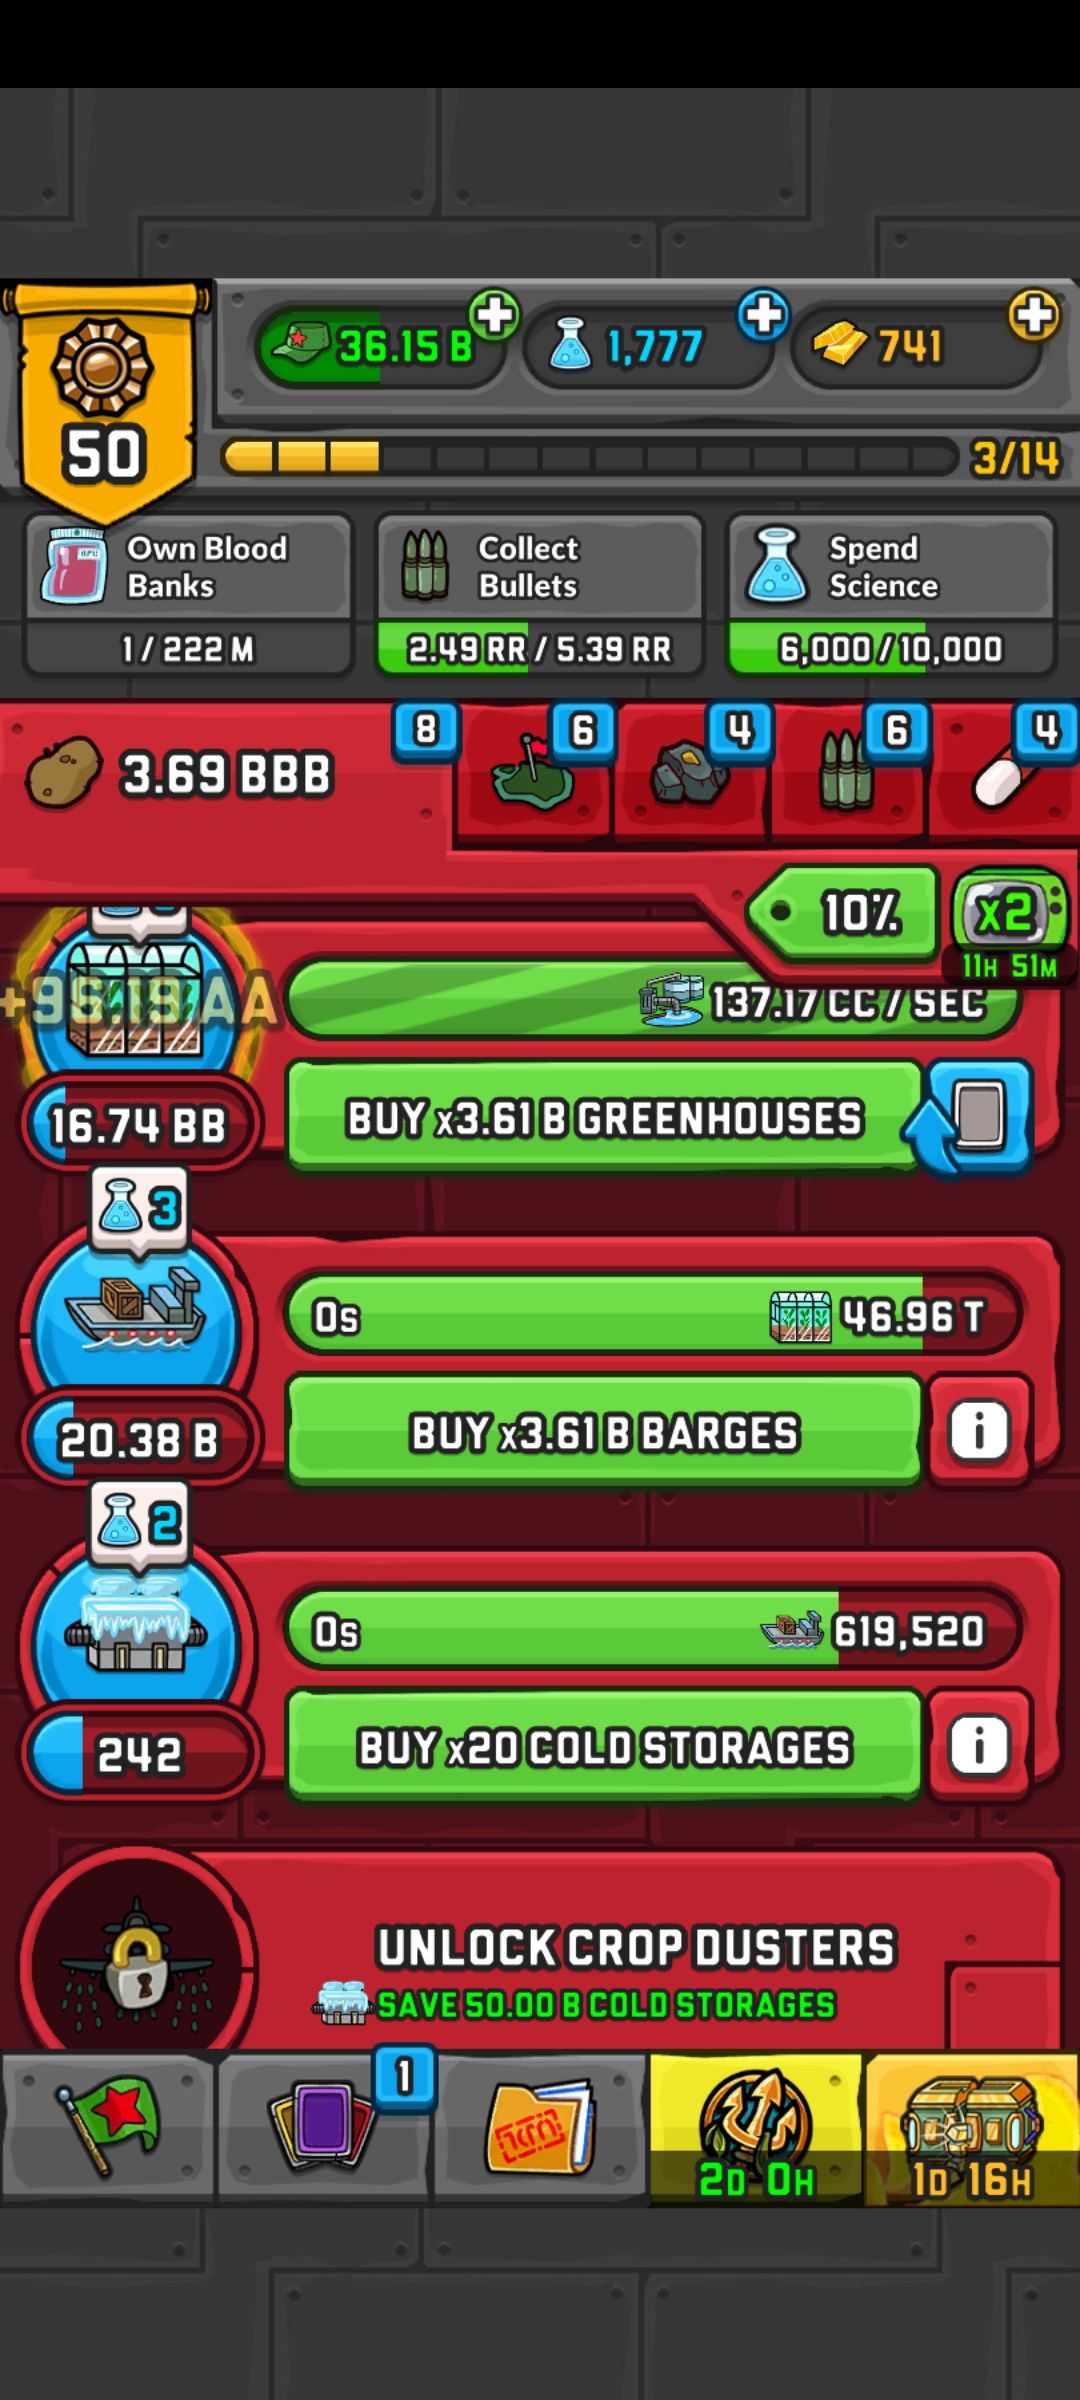 36.15 B
1,777
741
50
3/14
Own Blood
Banks
1 / 222 M
Collect
Bullets
2.49 RR / 5.39 RR
Spend
Science
6,000 / 10,000
3.69 BBB
8
6
4
6
4
10%
x2
11H 51M
137.17 CC / SEC
16.74 BB
BUY x3.61 B GREENHOUSES
3
0s
46.96 T
20.38 B
BUY x3.61 B BARGES
i
2
0s
619,520
242
BUY x20 COLD STORAGES
i
UNLOCK CROP DUSTERS
SAVE 50.00 B COLD STORAGES
1
2D 0H
1D 16H